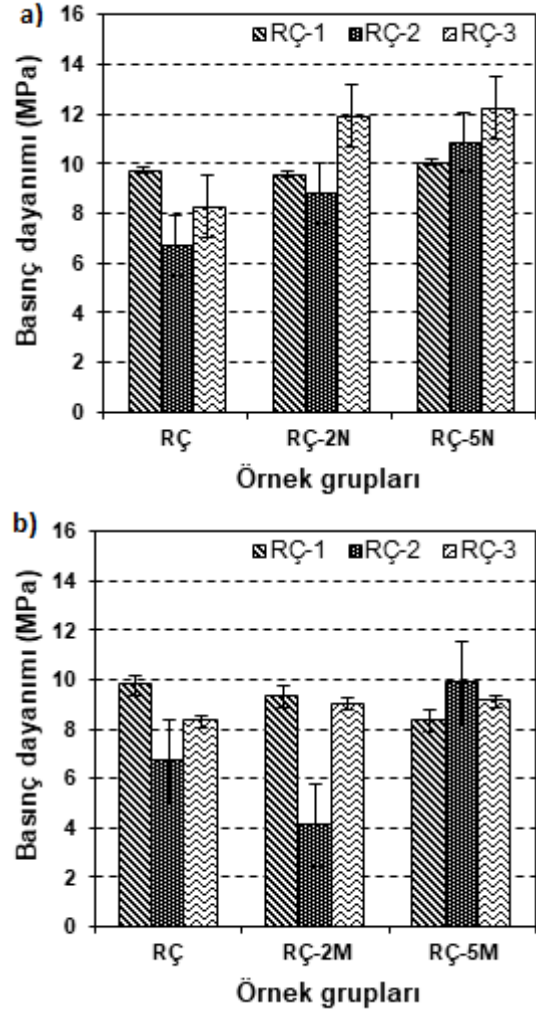 a)
Basınç dayanımı (MPa)
16
14
12
10
8
6
4
2
0
RÇ-1 RÇ-2 RÇ-3
RÇ RÇ-2N RÇ-5N
Örnek grupları
b)
Basınç dayanımı (MPa)
16
14
12
10
8
6
4
2
0
RÇ-1 RÇ-2 RÇ-3
RÇ RÇ-2M RÇ-5M
Örnek grupları